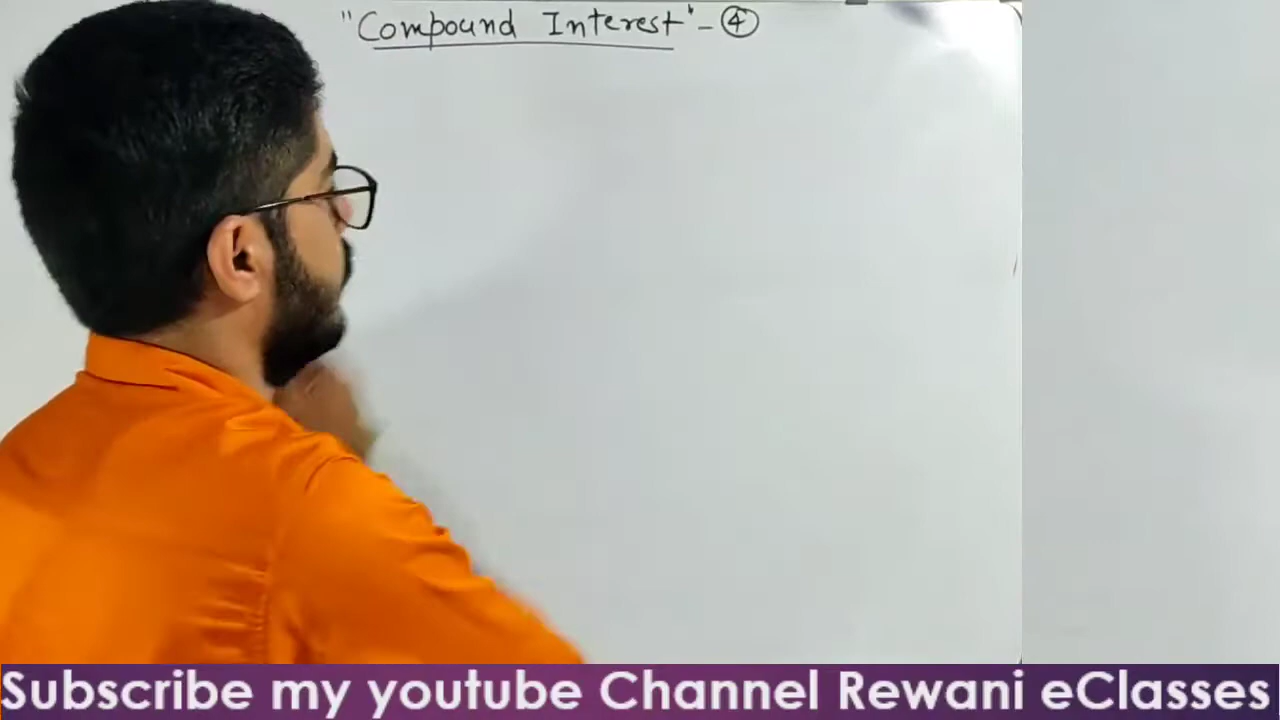 "Compound Interest" - ④
Subscribe my youtube Channel Rewani eClasses